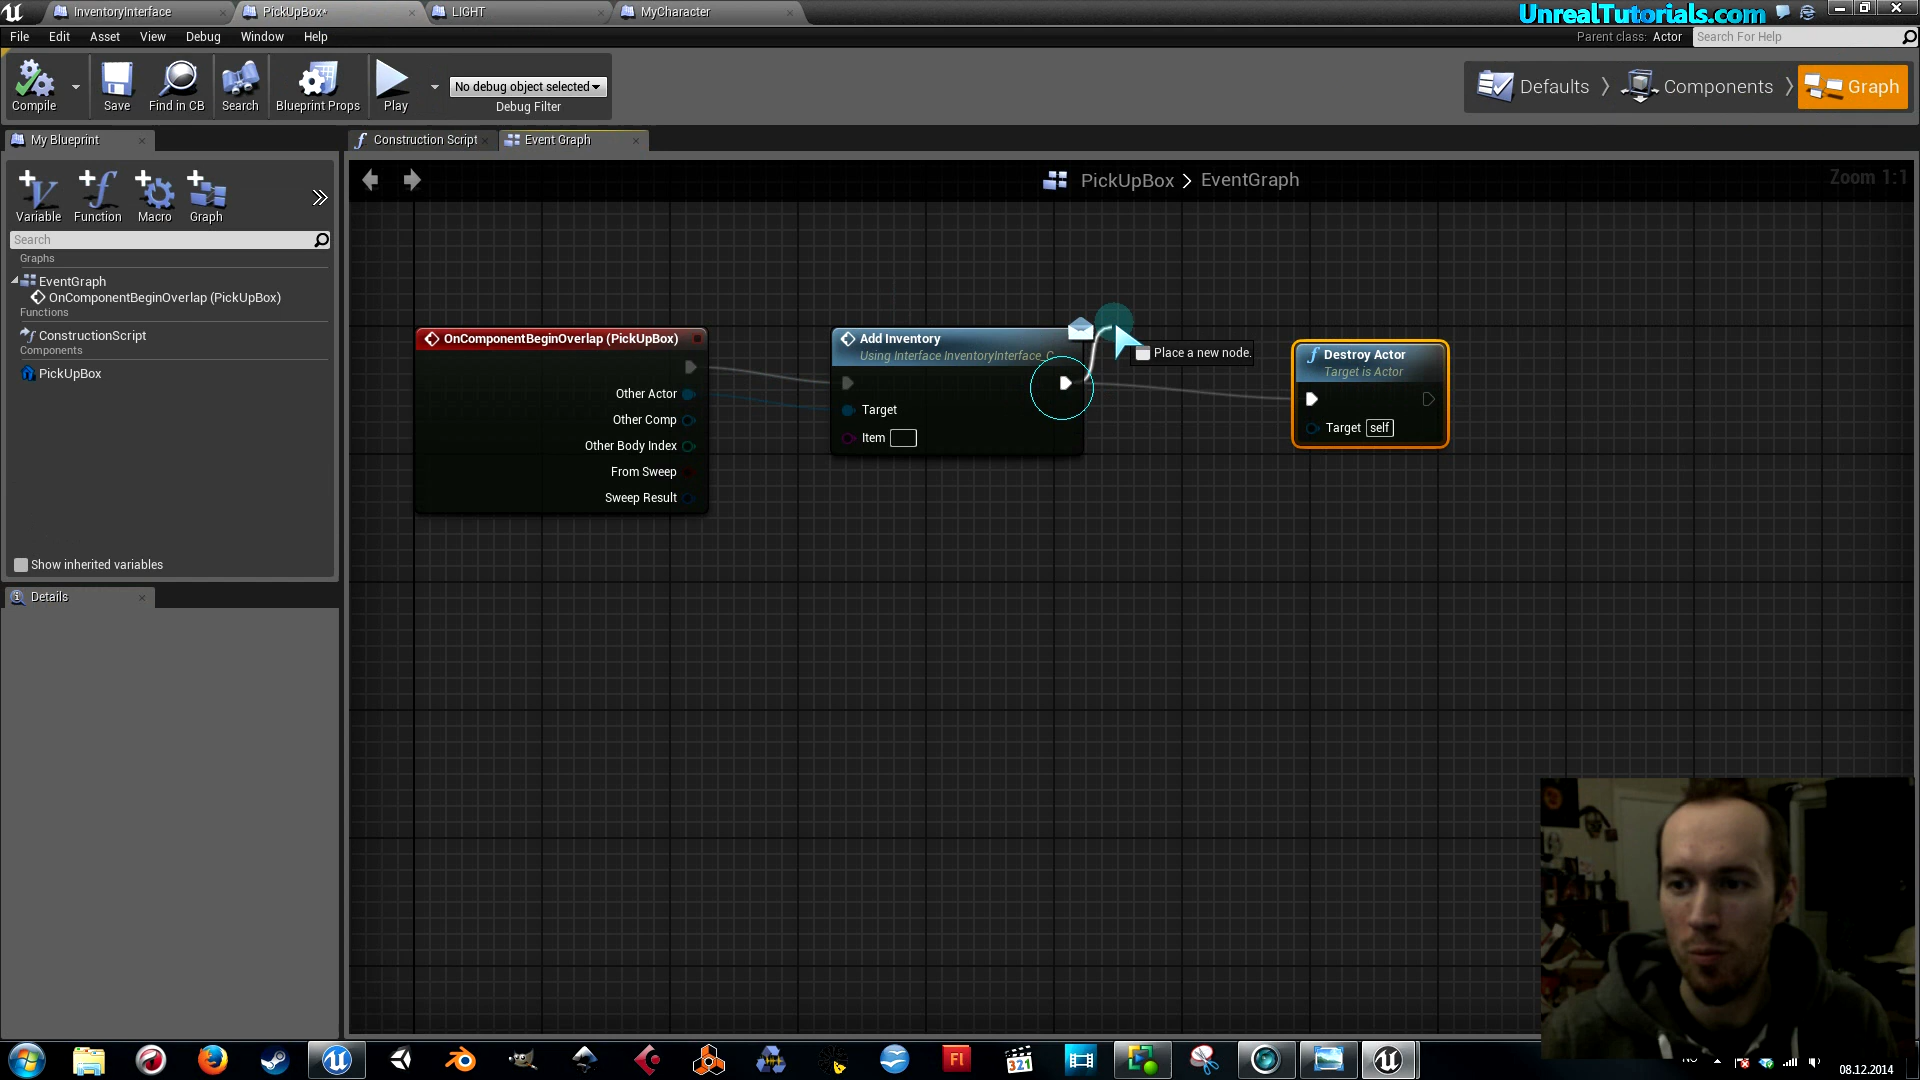 InventoryInterface
PickUpBox*
LIGHT
MyCharacter
UnrealTutorials.com
File
Edit
Asset
View
Debug
Window
Help
Parent class: Actor
Search For Help
Compile
Save
Find in CB
Search
Blueprint Props
Play
No debug object selected
Debug Filter
Defaults
Components
Graph
My Blueprint
Construction Script
Event Graph
Variable
Function
Macro
Graph
PickUpBox > EventGraph
Zoom 1:1
Search
Graphs
EventGraph
OnComponentBeginOverlap (PickUpBox)
Functions
ConstructionScript
Components
PickUpBox
Show inherited variables
Details
OnComponentBeginOverlap (PickUpBox)
Other Actor
Other Comp
Other Body Index
From Sweep
Sweep Result
Add Inventory
Using Interface InventoryInterface_C
Target
Item
Place a new node.
Destroy Actor
Target is Actor
Target self
Fl
321
08.12.2014